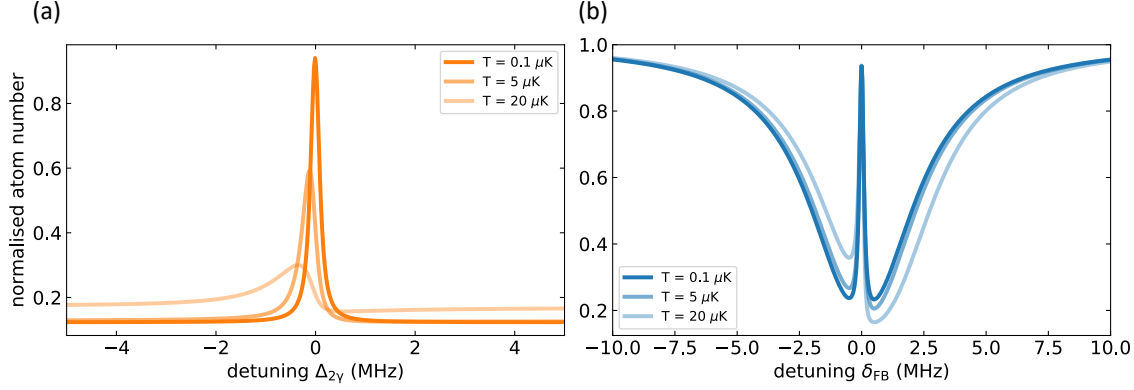 (a)
normalised atom number
0.8
0.6
0.4
0.2
−4
−2
0
2
4
detuning Δ2γ (MHz)
T = 0.1 μK
T = 5 μK
T = 20 μK
(b)
1.0
0.8
0.6
0.4
0.2
−10.0
−7.5
−5.0
−2.5
0.0
2.5
5.0
7.5
10.0
detuning δFB (MHz)
T = 0.1 μK
T = 5 μK
T = 20 μK